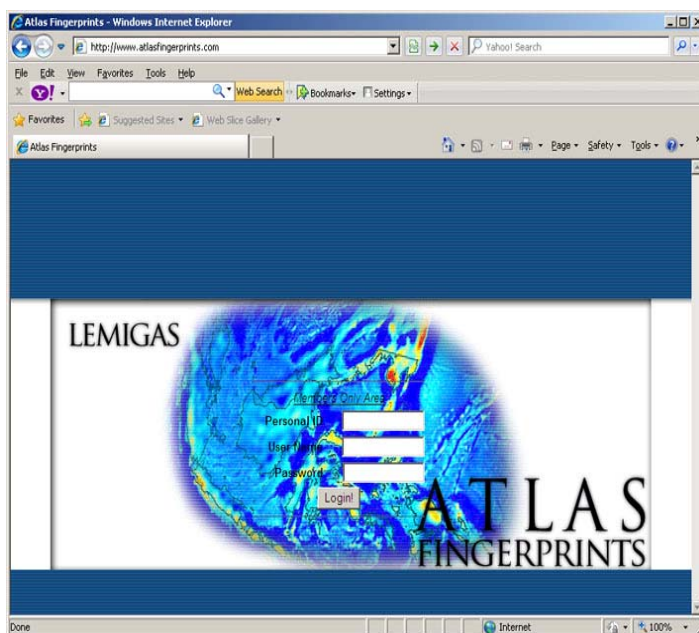 Atlas Fingerprints - Windows Internet Explorer
http://www.atlasfingerprints.com
Yahoo! Search
File Edit View Favorites Tools Help
Y! Web Search Bookmarks Settings
Favorites Suggested Sites Web Slice Gallery
Atlas Fingerprints Page Safety Tools
LEMIGAS
Members Only Area
Personal ID
User Name
Password
Login!
ATLAS
FINGERPRINTS
Done Internet 100%